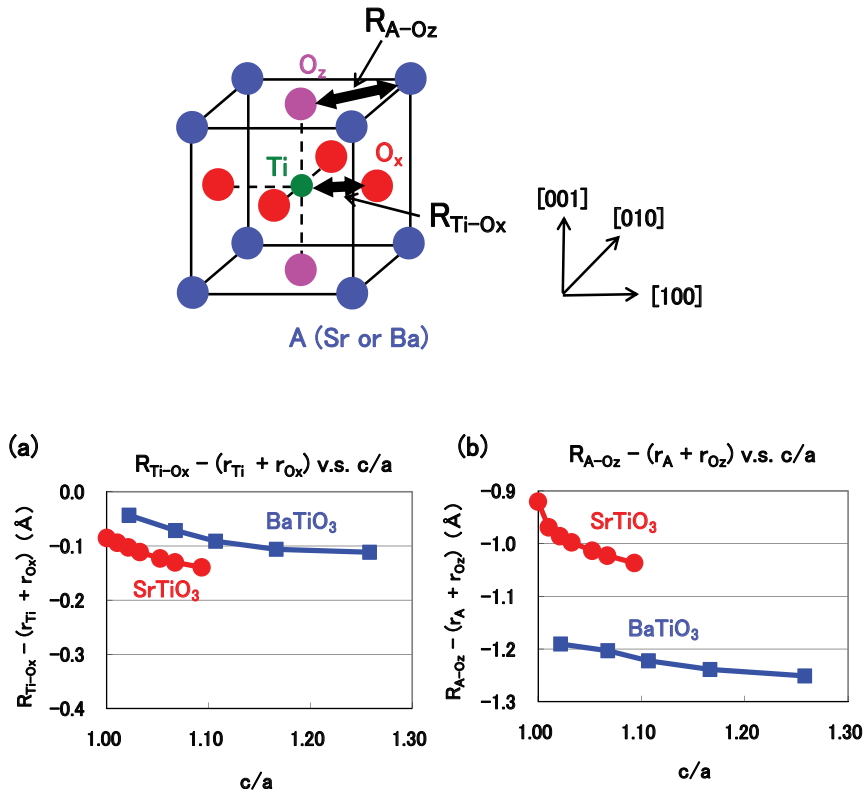 R_A–Oz
O_z
Ti
O_x
R_Ti–Ox
[001]
[010]
[100]
A (Sr or Ba)
(a)
R_Ti–Ox – (r_Ti + r_Ox) v.s. c/a
R_Ti–Ox – (r_Ti + r_Ox) (Å)
0.0
–0.1
–0.2
–0.3
–0.4
BaTiO₃
SrTiO₃
1.00 1.10 1.20 1.30
c/a
(b)
R_A–Oz – (r_A + r_Oz) v.s. c/a
R_A–Oz – (r_A + r_Oz) (Å)
–0.9
–1.0
–1.1
–1.2
–1.3
SrTiO₃
BaTiO₃
1.00 1.10 1.20 1.30
c/a